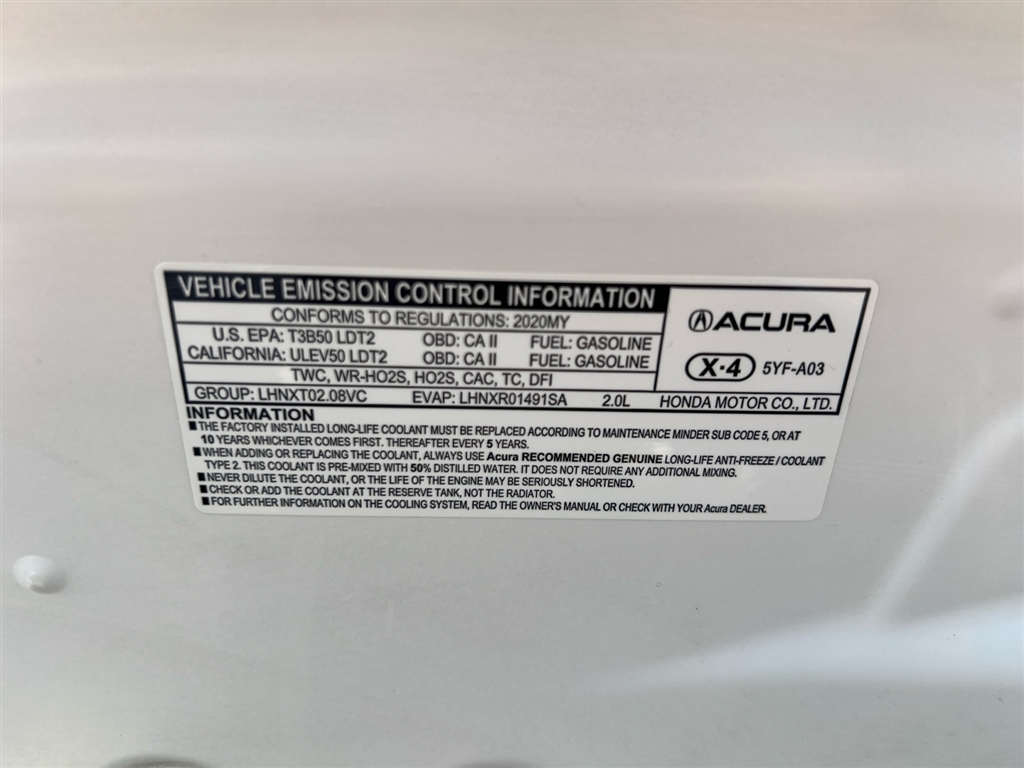 VEHICLE EMISSION CONTROL INFORMATION
CONFORMS TO REGULATIONS: 2020MY
U.S. EPA: T3B50 LDT2 OBD: CA II FUEL: GASOLINE
CALIFORNIA: ULEV50 LDT2 OBD: CA II FUEL: GASOLINE
TWC, WR-HO2S, HO2S, CAC, TC, DFI
GROUP: LHNXT02.08VC EVAP: LHNXR01491SA 2.0L
ACURA
X·4 5YF-A03
HONDA MOTOR CO., LTD.
INFORMATION
■THE FACTORY INSTALLED LONG-LIFE COOLANT MUST BE REPLACED ACCORDING TO MAINTENANCE MINDER SUB CODE 5, OR AT
10 YEARS WHICHEVER COMES FIRST. THEREAFTER EVERY 5 YEARS.
■WHEN ADDING OR REPLACING THE COOLANT, ALWAYS USE Acura RECOMMENDED GENUINE LONG-LIFE ANTI-FREEZE / COOLANT
TYPE 2. THIS COOLANT IS PRE-MIXED WITH 50% DISTILLED WATER. IT DOES NOT REQUIRE ANY ADDITIONAL MIXING.
■NEVER DILUTE THE COOLANT, OR THE LIFE OF THE ENGINE MAY BE SERIOUSLY SHORTENED.
■CHECK OR ADD THE COOLANT AT THE RESERVE TANK, NOT THE RADIATOR.
■FOR FURTHER INFORMATION ON THE COOLING SYSTEM, READ THE OWNER'S MANUAL OR CHECK WITH YOUR Acura DEALER.